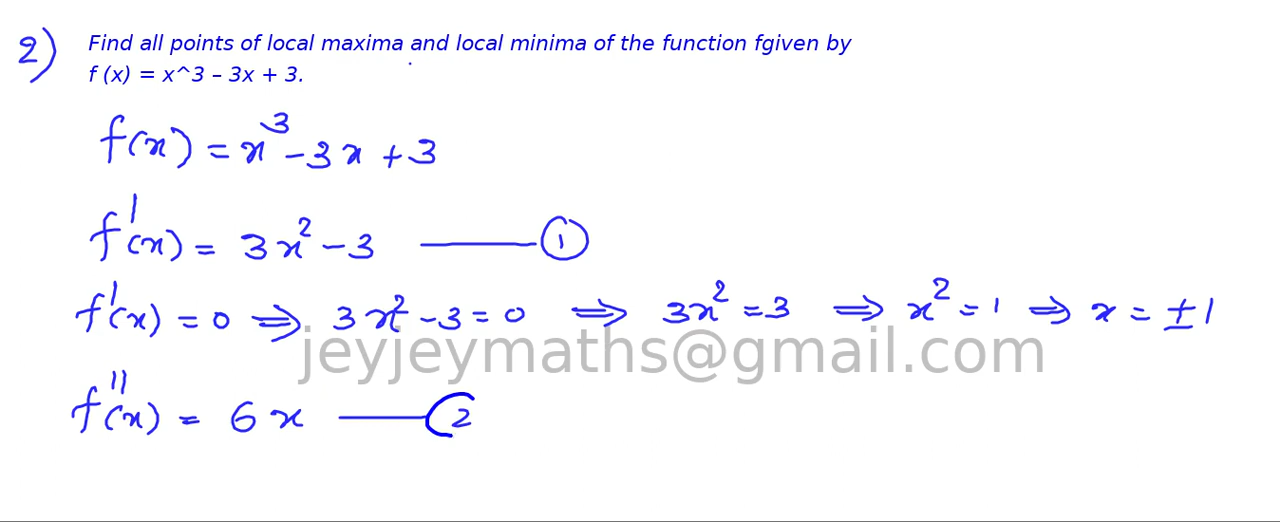 2) Find all points of local maxima and local minima of the function fgiven by
f (x) = x^3 – 3x + 3.
f(x) = x³ - 3x + 3
f'(x) = 3x² - 3 ——— ①
f'(x) = 0 ⟹ 3x² - 3 = 0 ⟹ 3x² = 3 ⟹ x² = 1 ⟹ x = ±1
jeyjeymaths@gmail.com
f''(x) = 6x ——— (2